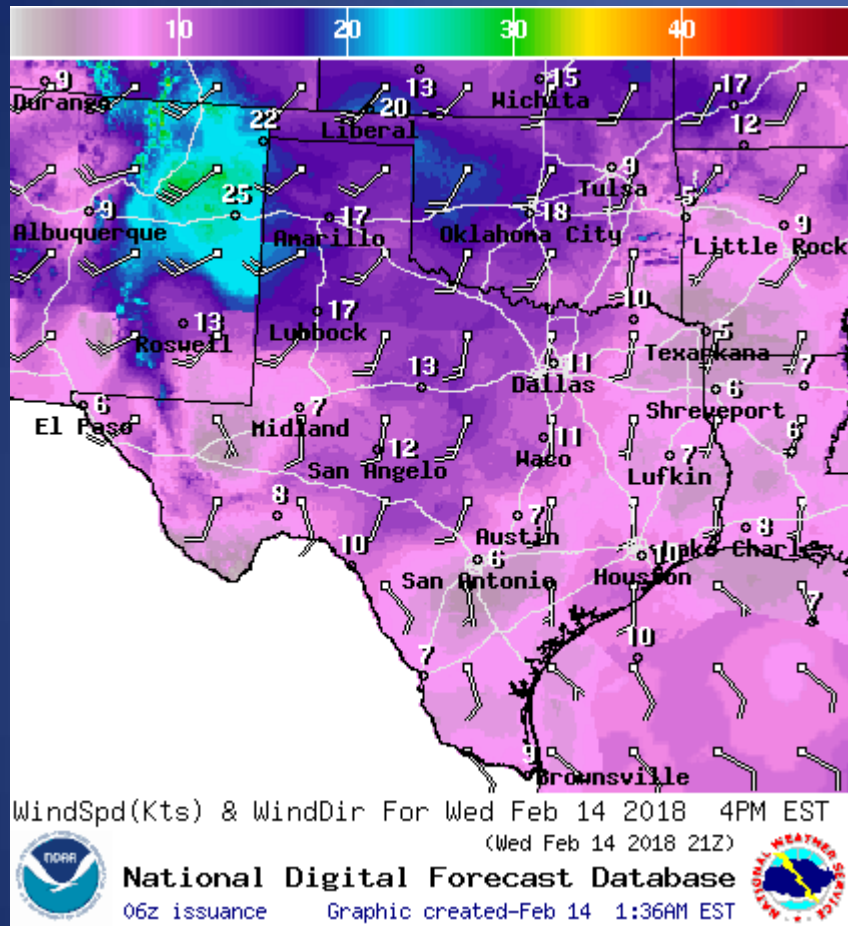 10 20 30 40
9 13 15 17
Durango Wichita
20
Liberal
22 12
9
Tulsa
25 9 17 18 5 9
Albuquerque Amarillo Oklahoma City Little Rock
13 17 10
Roswell Lubbock 5
Texarkana
13 11 7
Dallas 6
6 7 Shreveport
El Paso Midland 11 6
12 Waco 7
San Angelo Lufkin
8 7 8
Austin
10 6 10 Lake Charles
San Antonio Houston
7
10
7
9
Brownsville
WindSpd(Kts) & WindDir For Wed Feb 14 2018 4PM EST
(Wed Feb 14 2018 21Z)
NOAA
National Digital Forecast Database
NATIONAL WEATHER SERVICE
06z issuance Graphic created-Feb 14 1:36AM EST